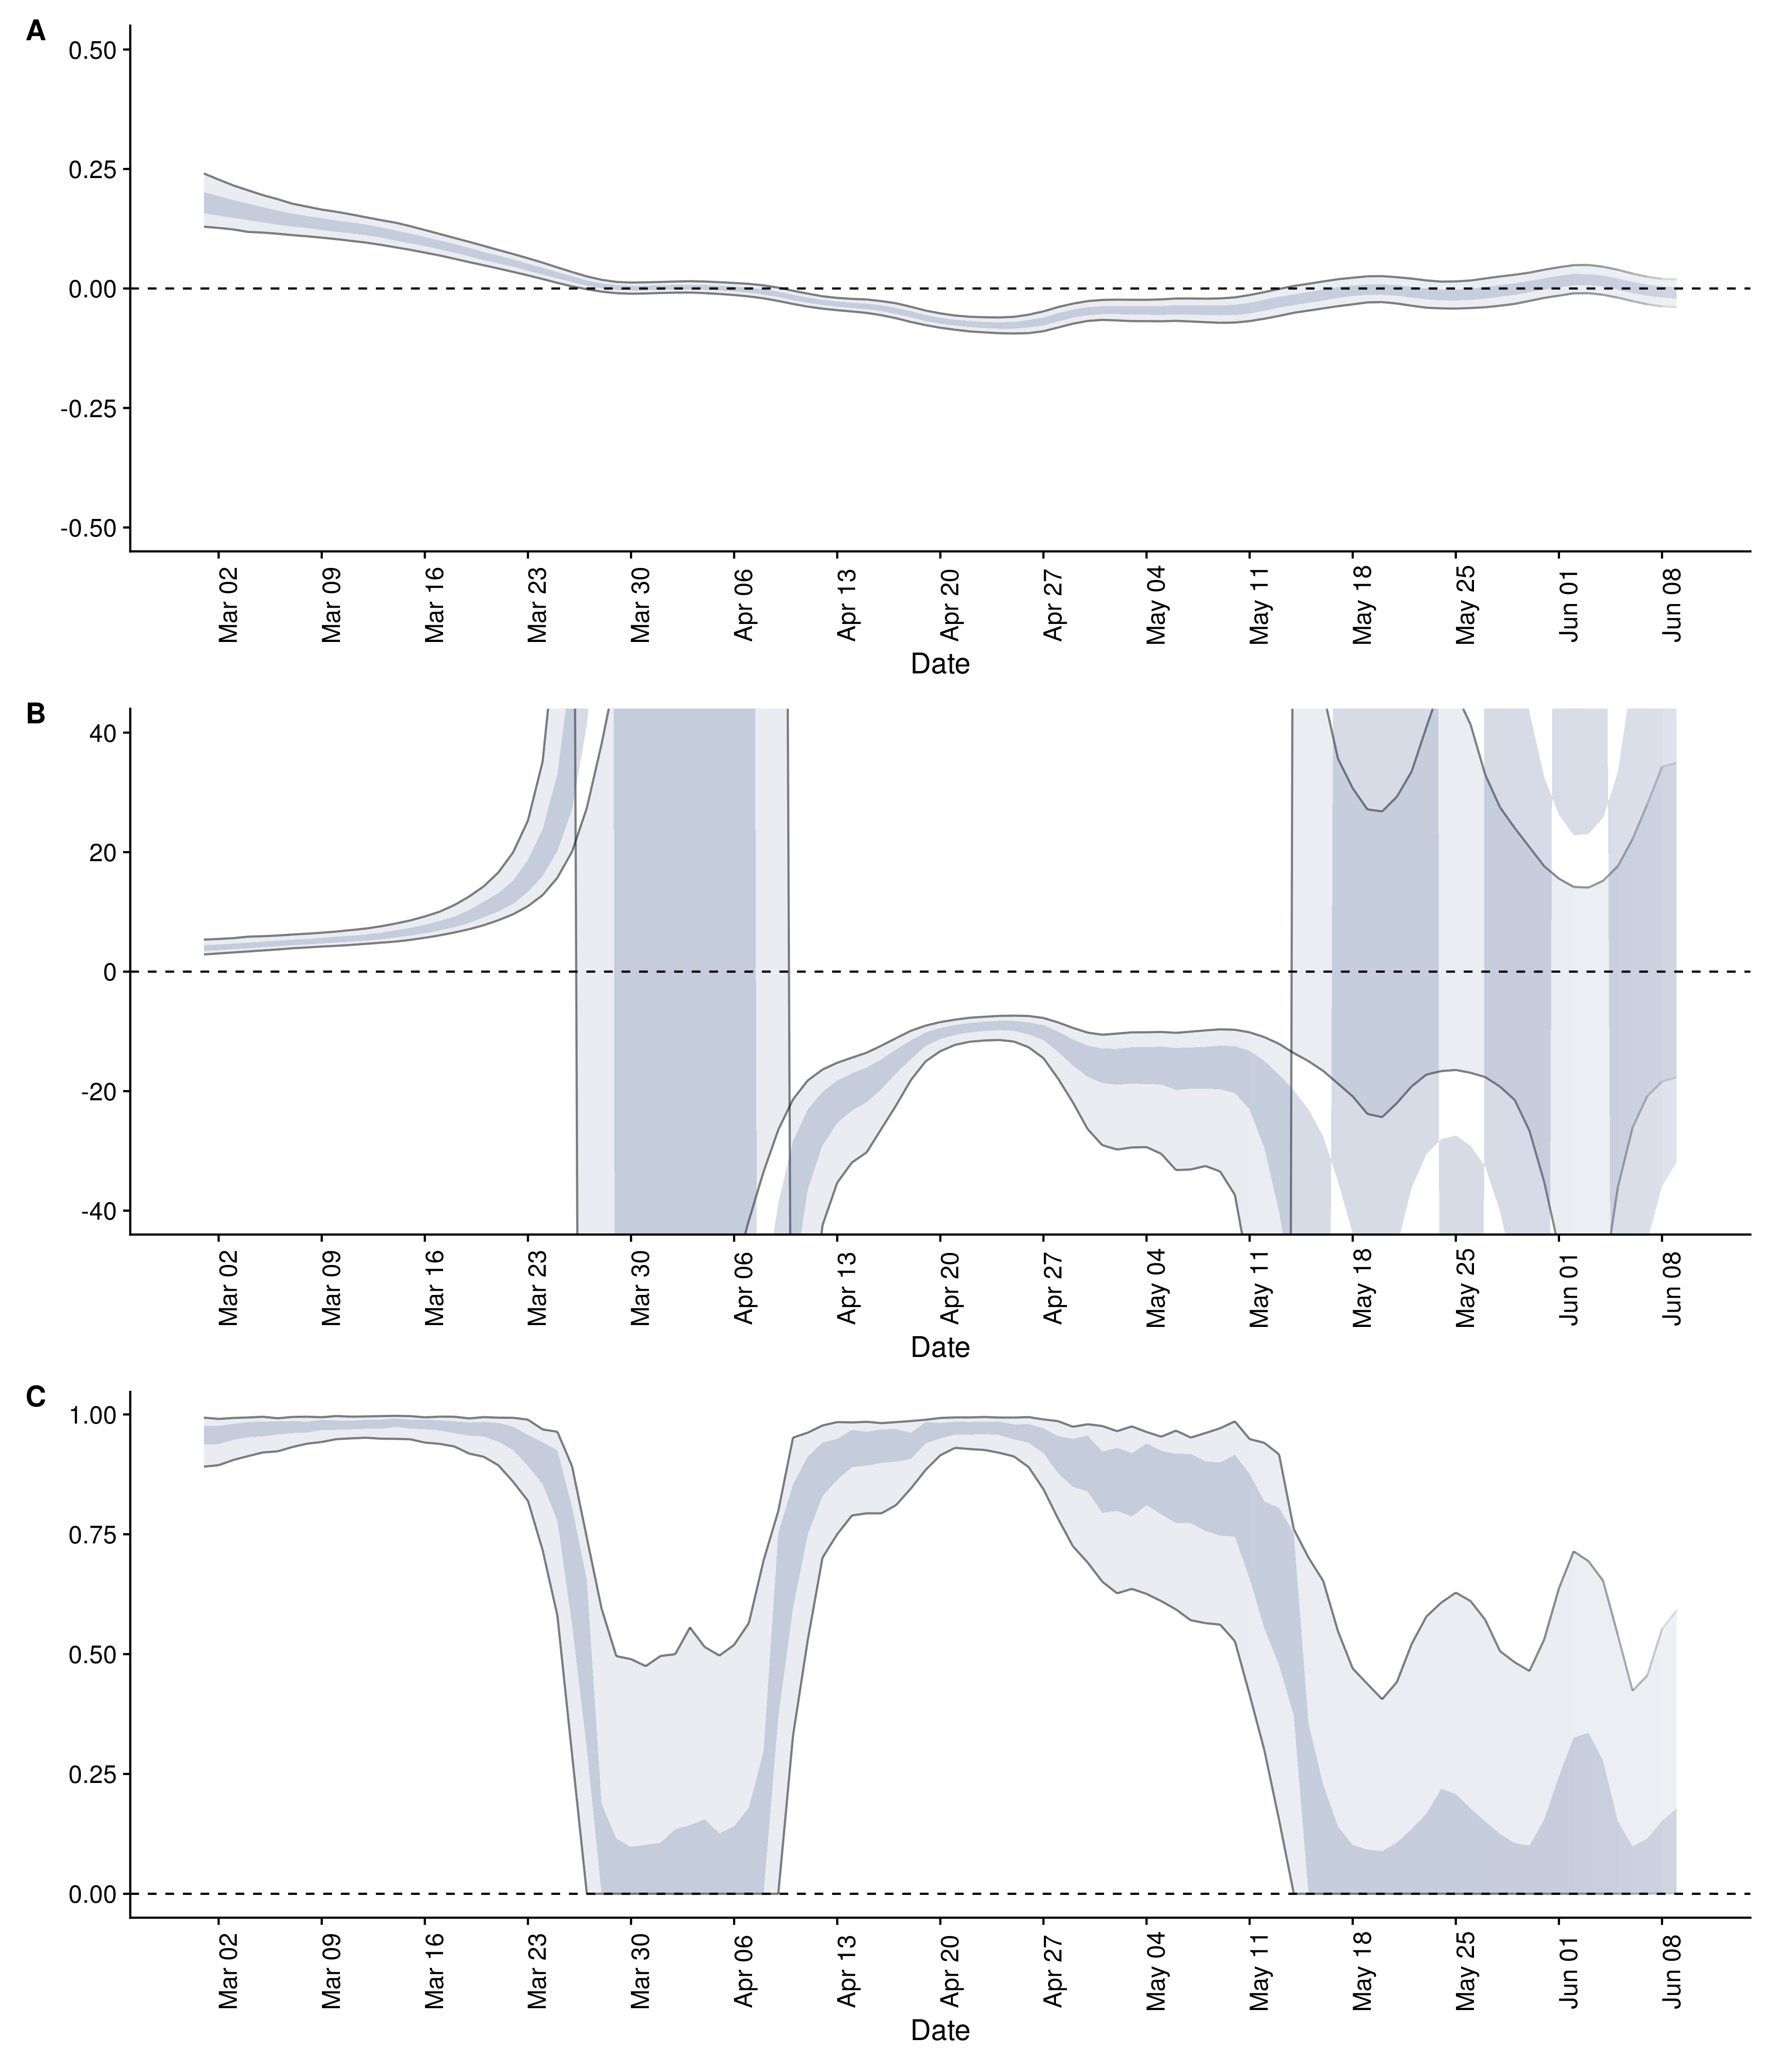 A
0.50
0.25
0.00
-0.25
-0.50
Mar 02
Mar 09
Mar 16
Mar 23
Mar 30
Apr 06
Apr 13
Apr 20
Apr 27
May 04
May 11
May 18
May 25
Jun 01
Jun 08
Date
B
40
20
0
-20
-40
Mar 02
Mar 09
Mar 16
Mar 23
Mar 30
Apr 06
Apr 13
Apr 20
Apr 27
May 04
May 11
May 18
May 25
Jun 01
Jun 08
Date
C
1.00
0.75
0.50
0.25
0.00
Mar 02
Mar 09
Mar 16
Mar 23
Mar 30
Apr 06
Apr 13
Apr 20
Apr 27
May 04
May 11
May 18
May 25
Jun 01
Jun 08
Date